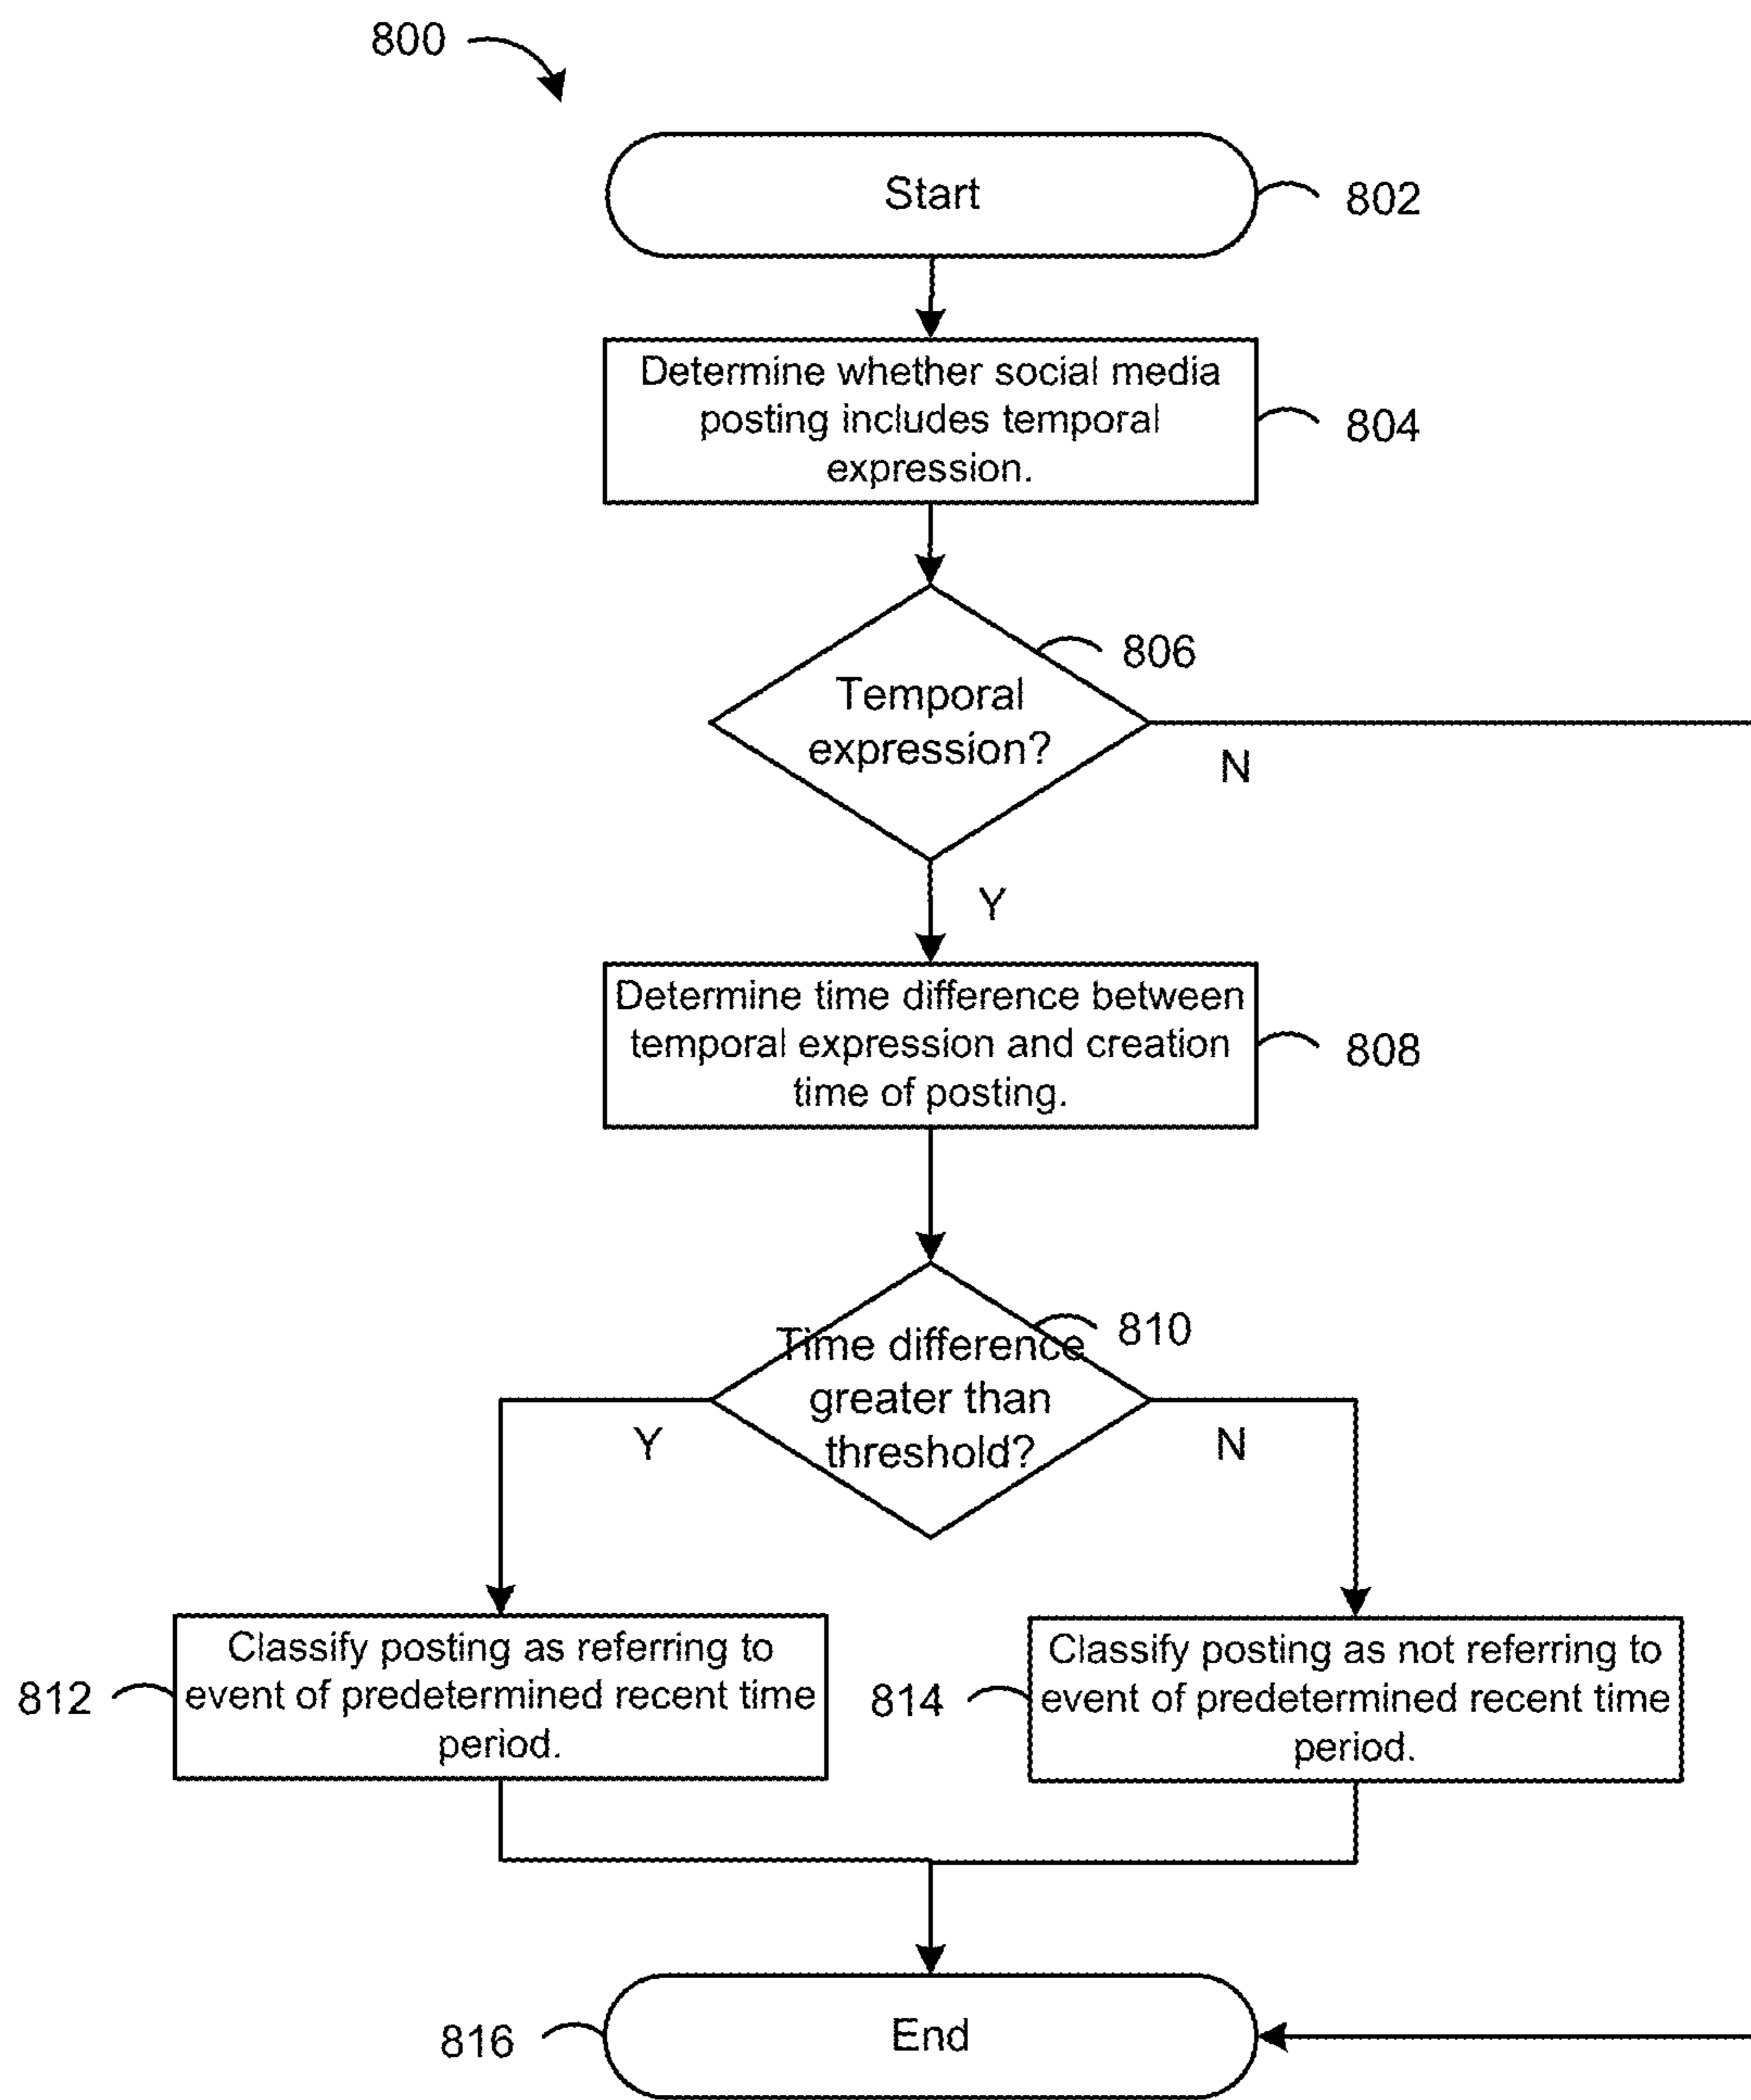 800
Start
802
Determine whether social media
posting includes temporal
expression.
804
806
Temporal
expression?
N
Y
Determine time difference between
temporal expression and creation
time of posting.
808
810
Time difference
greater than
threshold?
Y
N
812
Classify posting as referring to
event of predetermined recent time
period.
814
Classify posting as not referring to
event of predetermined recent time
period.
816
End